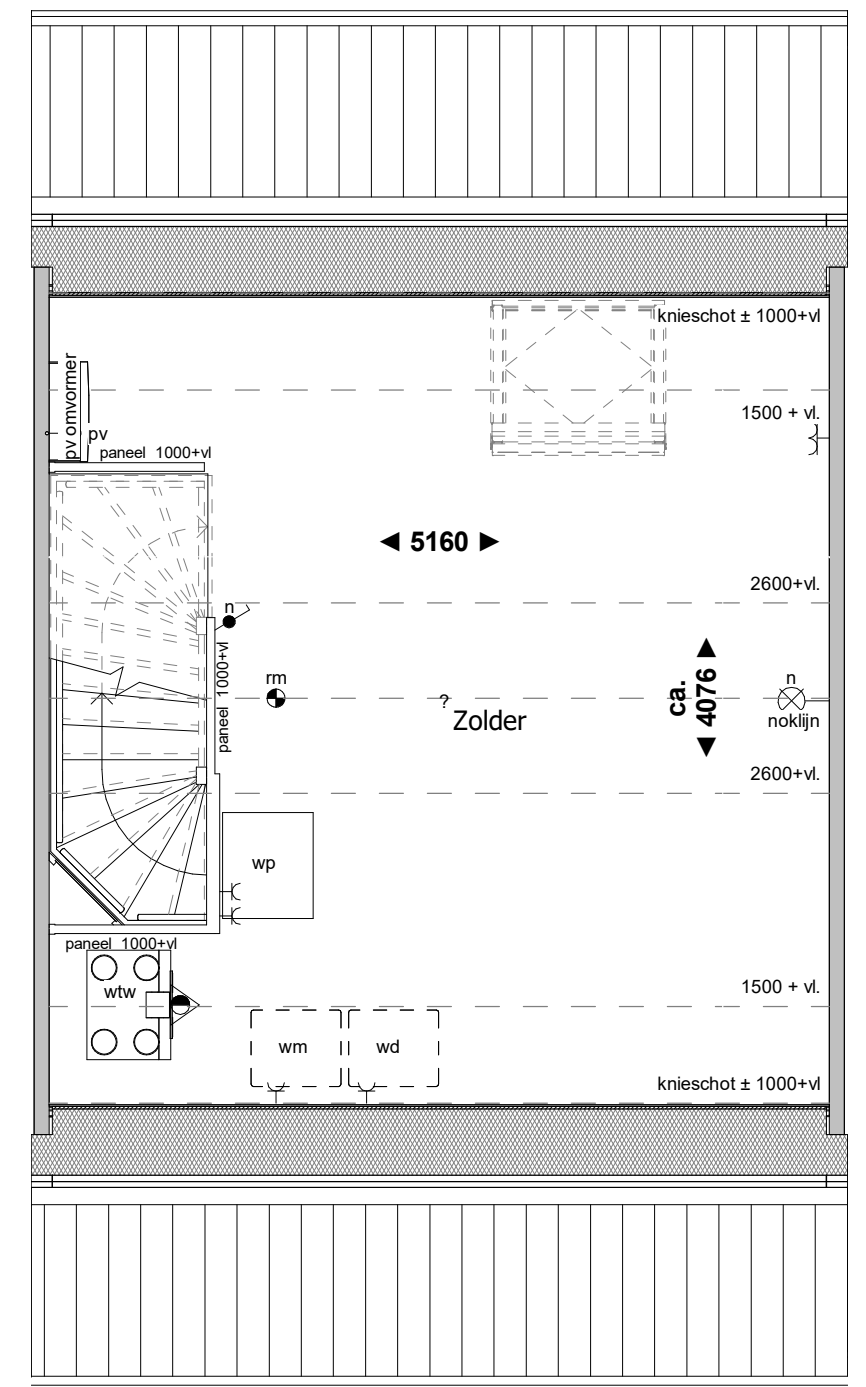 knieschot ± 1000+vl
pv omvormer
1500 + vl.
pv
paneel 1000+vl
◄ 5160 ►
2600+vl.
n
paneel 1000+vl
rm
?
Zolder
ca.
◄ 4076 ►
n
noklijn
2600+vl.
wp
paneel 1000+vl
wtw
1500 + vl.
wm
wd
knieschot ± 1000+vl